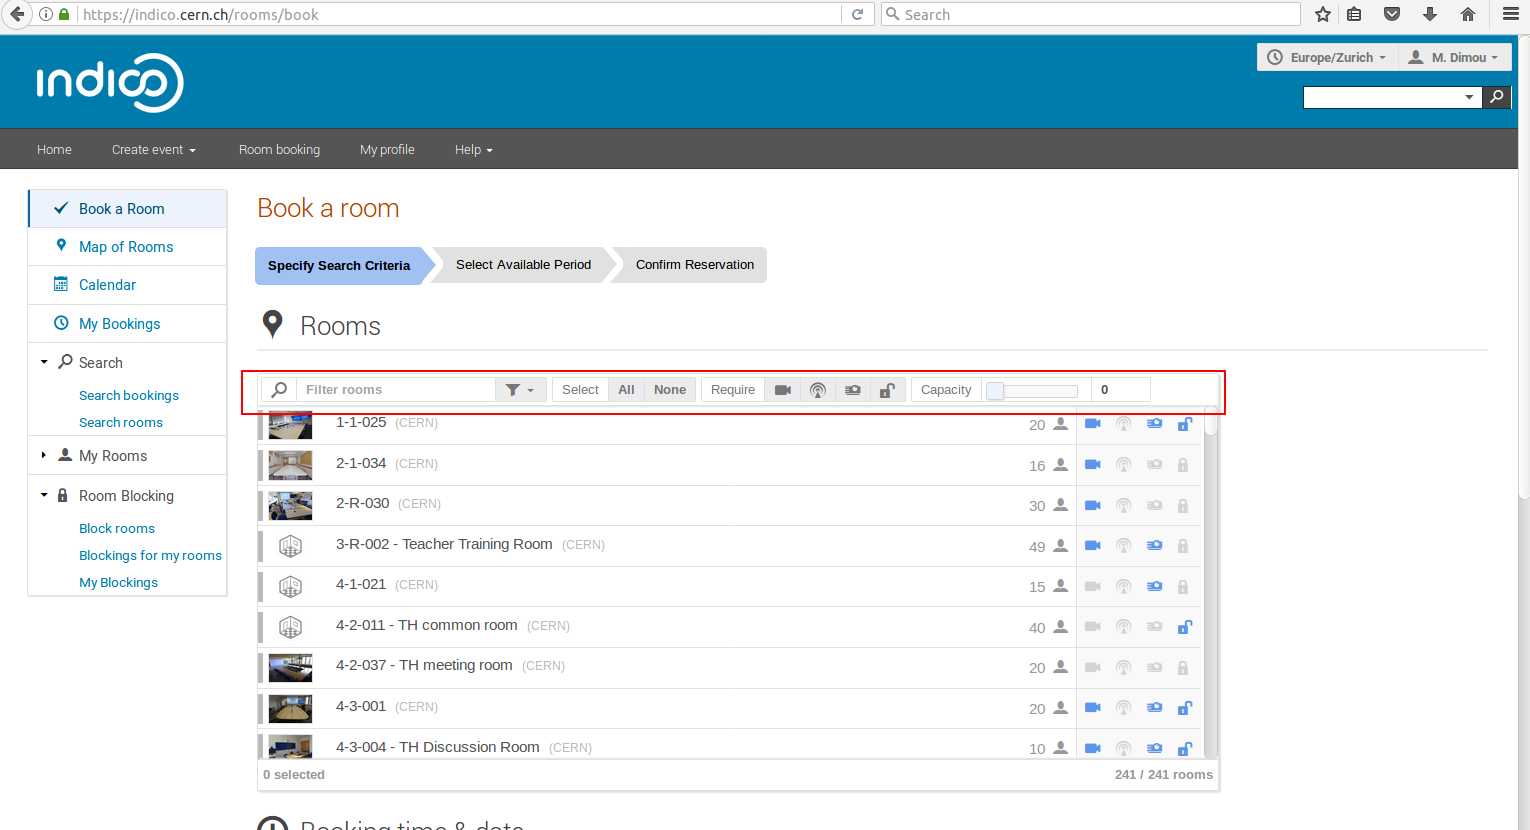 https://indico.cern.ch/rooms/book
Search
indico
Europe/Zurich
M. Dimou
Home
Create event
Room booking
My profile
Help
Book a Room
Map of Rooms
Calendar
My Bookings
Search
Search bookings
Search rooms
My Rooms
Room Blocking
Block rooms
Blockings for my rooms
My Blockings
Book a room
Specify Search Criteria
Select Available Period
Confirm Reservation
Rooms
Filter rooms
Select
All
None
Require
Capacity
0
1-1-025 (CERN) 20
2-1-034 (CERN) 16
2-R-030 (CERN) 30
3-R-002 - Teacher Training Room (CERN) 49
4-1-021 (CERN) 15
4-2-011 - TH common room (CERN) 40
4-2-037 - TH meeting room (CERN) 20
4-3-001 (CERN) 20
4-3-004 - TH Discussion Room (CERN) 10
0 selected
241 / 241 rooms
Booking time & date